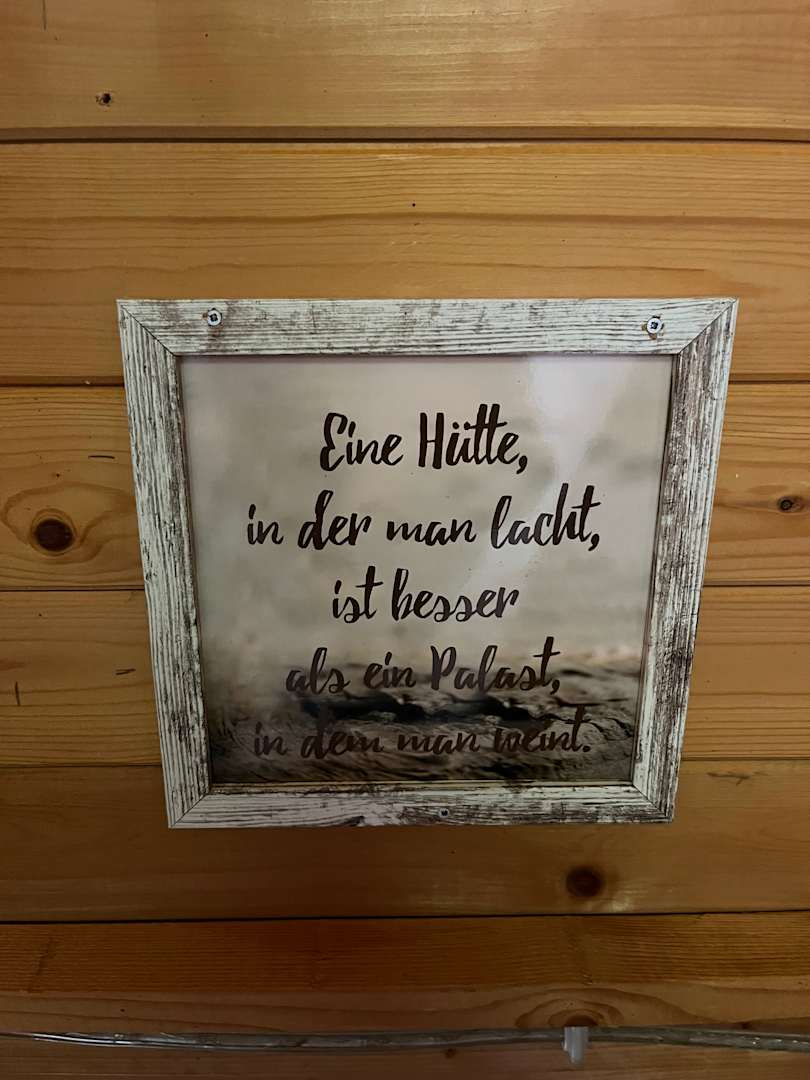 Eine Hütte,
in der man lacht,
ist besser
als ein Palast,
in dem man weint.